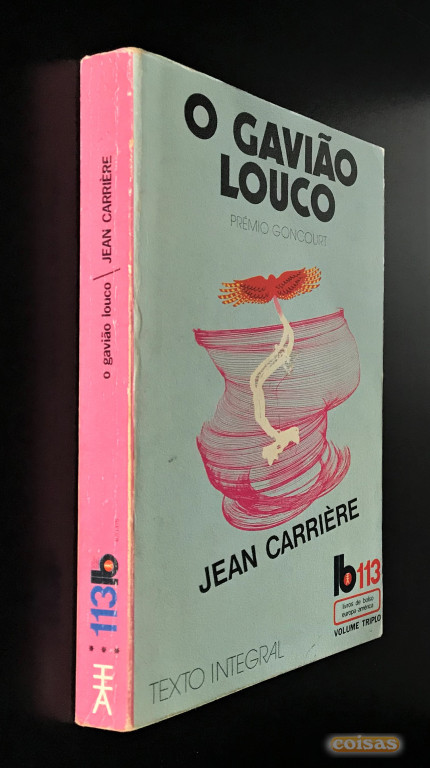 O GAVIÃO
LOUCO
PRÉMIO GONCOURT
JEAN CARRIÈRE
lb 113
livros de bolso
europa-américa
VOLUME TRIPLO
TEXTO INTEGRAL
o gavião louco \ JEAN CARRIÈRE
113 lb
coisas